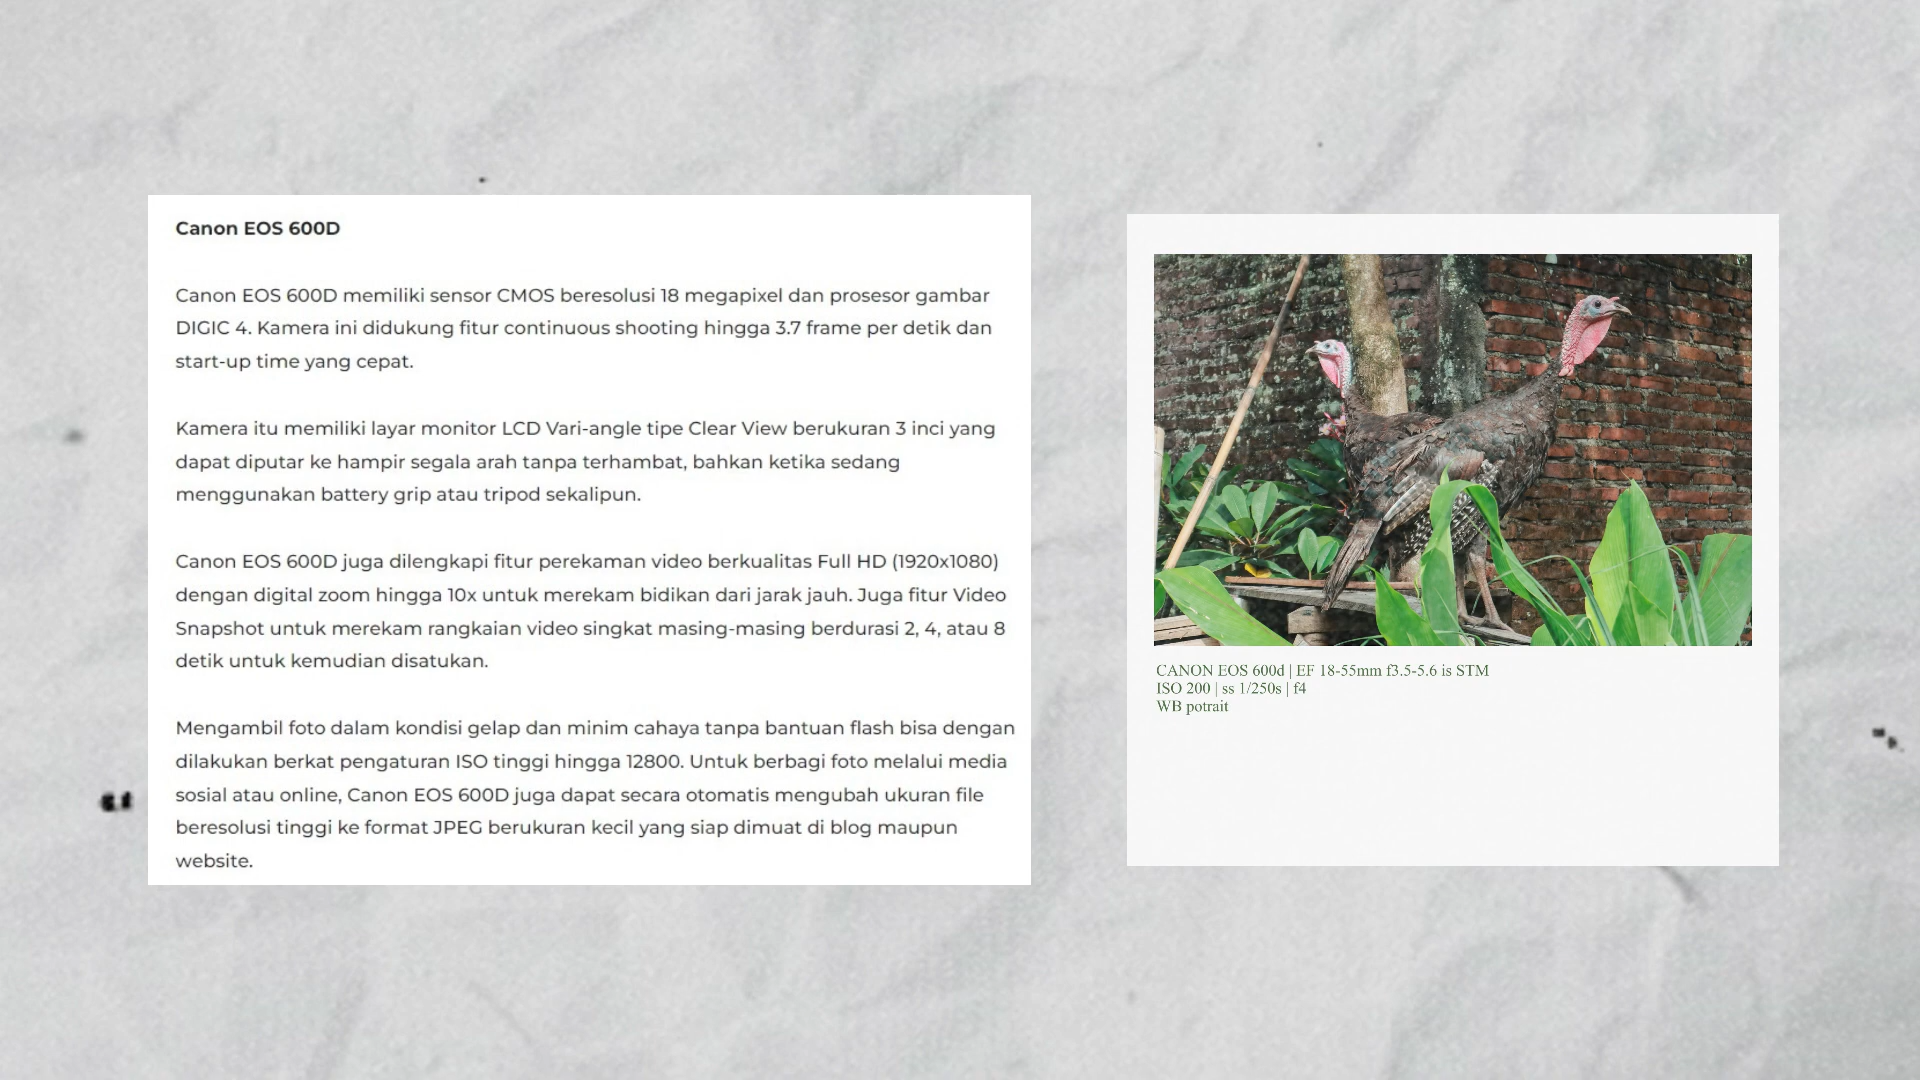 Canon EOS 600D
Canon EOS 600D memiliki sensor CMOS beresolusi 18 megapixel dan prosesor gambar
DIGIC 4. Kamera ini didukung fitur continuous shooting hingga 3.7 frame per detik dan
start-up time yang cepat.
Kamera itu memiliki layar monitor LCD Vari-angle tipe Clear View berukuran 3 inci yang
dapat diputar ke hampir segala arah tanpa terhambat, bahkan ketika sedang
menggunakan battery grip atau tripod sekalipun.
Canon EOS 600D juga dilengkapi fitur perekaman video berkualitas Full HD (1920x1080)
dengan digital zoom hingga 10x untuk merekam bidikan dari jarak jauh. Juga fitur Video
Snapshot untuk merekam rangkaian video singkat masing-masing berdurasi 2, 4, atau 8
detik untuk kemudian disatukan.
Mengambil foto dalam kondisi gelap dan minim cahaya tanpa bantuan flash bisa dengan
dilakukan berkat pengaturan ISO tinggi hingga 12800. Untuk berbagi foto melalui media
sosial atau online, Canon EOS 600D juga dapat secara otomatis mengubah ukuran file
beresolusi tinggi ke format JPEG berukuran kecil yang siap dimuat di blog maupun
website.
CANON EOS 600d | EF 18-55mm f3.5-5.6 is STM
ISO 200 | ss 1/250s | f4
WB potrait